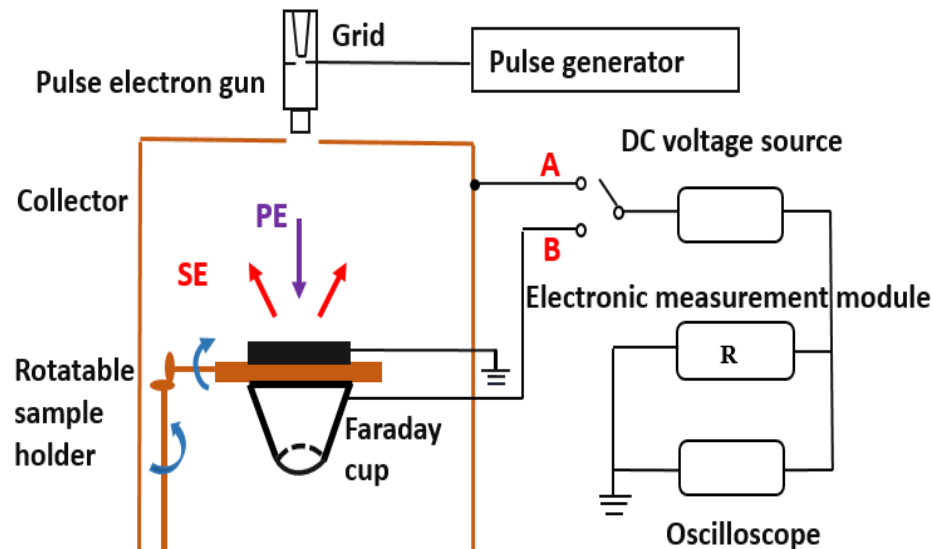 Grid
Pulse generator
Pulse electron gun
DC voltage source
A
Collector
PE
B
SE
Electronic measurement module
R
Rotatable
sample
holder
Faraday
cup
Oscilloscope